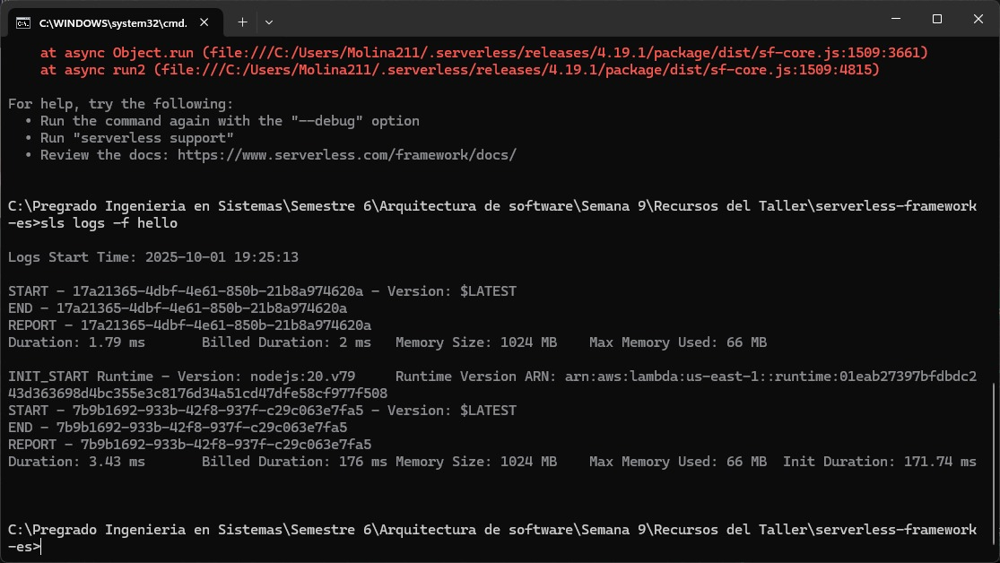 C:\WINDOWS\system32\cmd.
at async Object.run (file:///C:/Users/Molina211/.serverless/releases/4.19.1/package/dist/sf-core.js:1509:3661)
at async run2 (file:///C:/Users/Molina211/.serverless/releases/4.19.1/package/dist/sf-core.js:1509:4815)
For help, try the following:
• Run the command again with the "--debug" option
• Run "serverless support"
• Review the docs: https://www.serverless.com/framework/docs/
C:\Pregrado Ingenieria en Sistemas\Semestre 6\Arquitectura de software\Semana 9\Recursos del Taller\serverless-framework
-es>sls logs -f hello
Logs Start Time: 2025-10-01 19:25:13
START - 17a21365-4dbf-4e61-850b-21b8a974620a - Version: $LATEST
END - 17a21365-4dbf-4e61-850b-21b8a974620a
REPORT - 17a21365-4dbf-4e61-850b-21b8a974620a
Duration: 1.79 ms Billed Duration: 2 ms Memory Size: 1024 MB Max Memory Used: 66 MB
INIT_START Runtime - Version: nodejs:20.v79 Runtime Version ARN: arn:aws:lambda:us-east-1::runtime:01eab27397bfdbdc2
43d363698d4bc355e3c8176d34a51cd47dfe58cf977f508
START - 7b9b1692-933b-42f8-937f-c29c063e7fa5 - Version: $LATEST
END - 7b9b1692-933b-42f8-937f-c29c063e7fa5
REPORT - 7b9b1692-933b-42f8-937f-c29c063e7fa5
Duration: 3.43 ms Billed Duration: 176 ms Memory Size: 1024 MB Max Memory Used: 66 MB Init Duration: 171.74 ms
C:\Pregrado Ingenieria en Sistemas\Semestre 6\Arquitectura de software\Semana 9\Recursos del Taller\serverless-framework
-es>